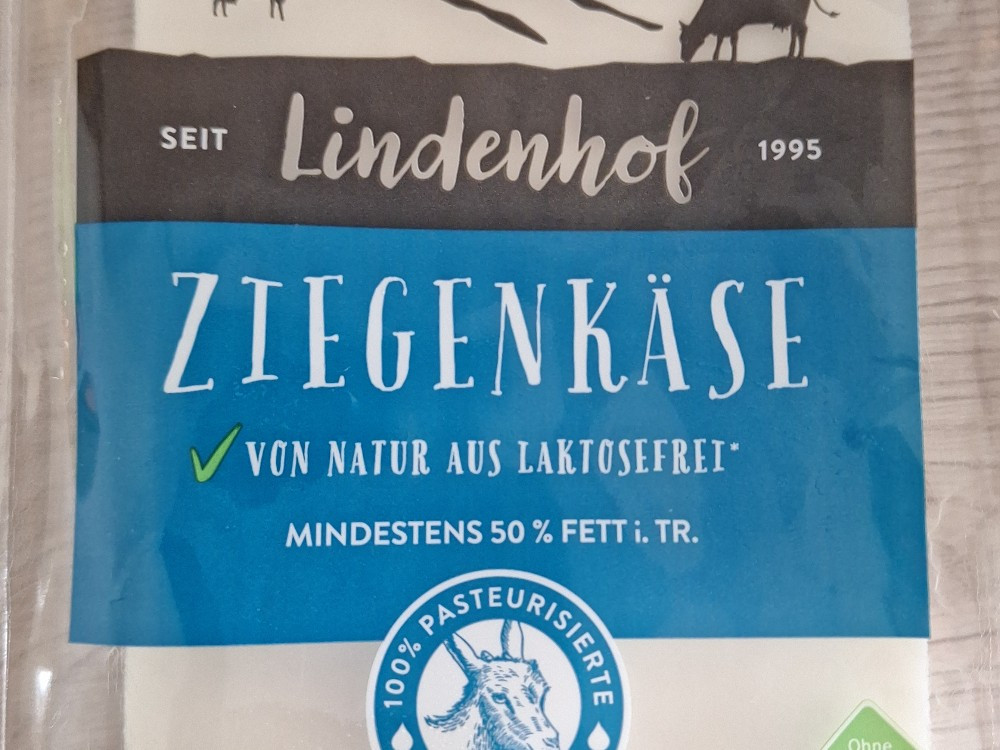 SEIT Lindenhof 1995
ZIEGENKÄSE
VON NATUR AUS LAKTOSEFREI*
MINDESTENS 50 % FETT i. TR.
100% PASTEURISIERTE
Ohne